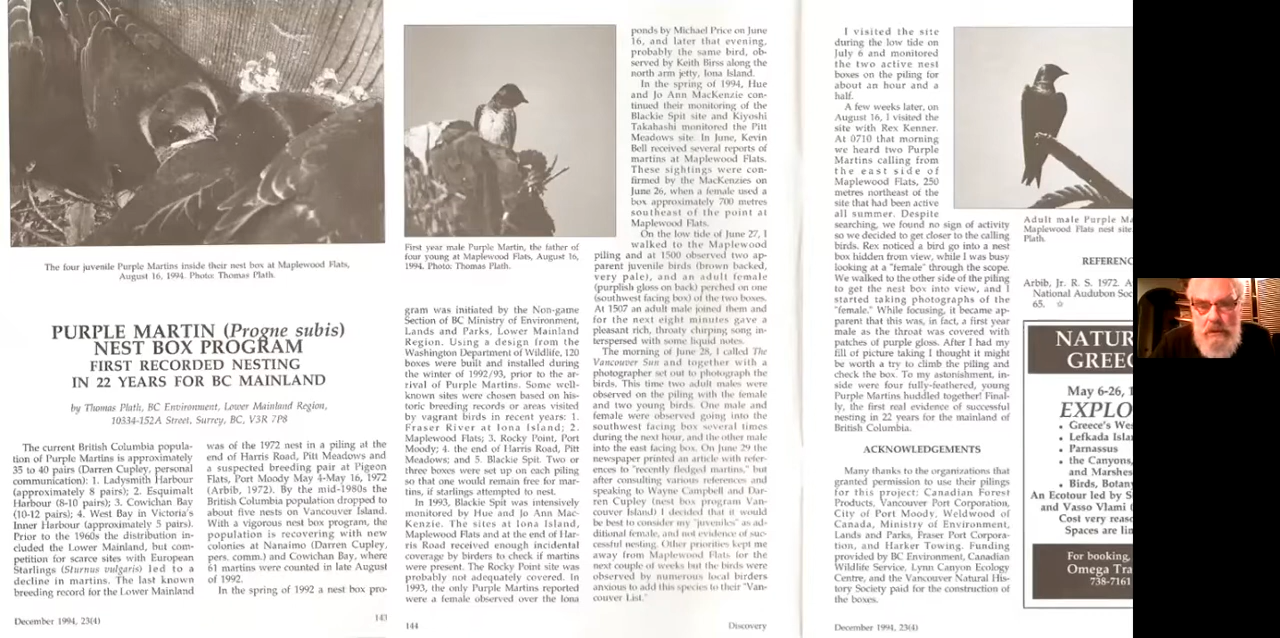 The four juvenile Purple Martins inside their nest box at Maplewood Flats,
August 16, 1994. Photo: Thomas Plath.
PURPLE MARTIN (Progne subis)
NEST BOX PROGRAM
FIRST RECORDED NESTING
IN 22 YEARS FOR BC MAINLAND
by Thomas Plath, BC Environment, Lower Mainland Region,
10334-152A Street, Surrey, BC, V3R 7P8
The current British Columbia popula-
tion of Purple Martins is approximately
35 to 40 pairs (Darren Cupley, personal
communication): 1. Ladysmith Harbour
(approximately 8 pairs); 2. Esquimalt
Harbour (8-10 pairs); 3. Cowichan Bay
(10-12 pairs); 4. West Bay in Victoria's
Inner Harbour (approximately 5 pairs).
Prior to the 1960s the distribution in-
cluded the Lower Mainland, but com-
petition for scarce sites with European
Starlings (Sturnus vulgaris) led to a
decline in martins. The last known
breeding record for the Lower Mainland
was of the 1972 nest in a piling at the
end of Harris Road, Pitt Meadows and
a suspected breeding pair at Pigeon
Flats, Port Moody May 4-May 16, 1972
(Arbib, 1972). By the mid-1980s the
British Columbia population dropped to
about five nests on Vancouver Island.
With a vigorous nest box program, the
population is recovering with new
colonies at Nanaimo (Darren Cupley,
pers. comm.) and Cowichan Bay, where
61 martins were counted in late August
of 1992.
In the spring of 1992 a nest box pro-
December 1994, 23(4)
143
First year male Purple Martin, the father of
four young at Maplewood Flats, August 16,
1994. Photo: Thomas Plath.
gram was initiated by the Non-game
Section of BC Ministry of Environment,
Lands and Parks, Lower Mainland
Region. Using a design from the
Washington Department of Wildlife, 120
boxes were built and installed during
the winter of 1992/93, prior to the ar-
rival of Purple Martins. Some well-
known sites were chosen based on his-
toric breeding records or areas visited
by vagrant birds in recent years: 1.
Fraser River at Iona Island; 2.
Maplewood Flats; 3. Rocky Point, Port
Moody; 4. the end of Harris Road, Pitt
Meadows; and 5. Blackie Spit. Two or
three boxes were set up on each piling
so that one would remain free for mar-
tins, if starlings attempted to nest.
In 1993, Blackie Spit was intensively
monitored by Hue and Jo Ann Mac-
Kenzie. The sites at Iona Island,
Maplewood Flats and at the end of Har-
ris Road received enough incidental
coverage by birders to check if martins
were present. The Rocky Point site was
probably not adequately covered. In
1993, the only Purple Martins reported
were a female observed over the Iona
ponds by Michael Price on June
16, and later that evening,
probably the same bird, ob-
served by Keith Birss along the
north arm jetty, Iona Island.
In the spring of 1994, Hue
and Jo Ann MacKenzie con-
tinued their monitoring of the
Blackie Spit site and Kiyoshi
Takahashi monitored the Pitt
Meadows site. In June, Kevin
Bell received several reports of
martins at Maplewood Flats.
These sightings were con-
firmed by the MacKenzies on
June 26, when a female used a
box approximately 700 metres
southeast of the point at
Maplewood Flats.
On the low tide of June 27, I
walked to the Maplewood
piling and at 1500 observed two ap-
parent juvenile birds (brown backed,
very pale), and an adult female
(purplish gloss on back) perched on one
(southwest facing box) of the two boxes.
At 1507 an adult male joined them and
for the next eight minutes gave a
pleasant rich, throaty chirping song in-
terspersed with some liquid notes.
The morning of June 28, I called The
Vancouver Sun and together with a
photographer set out to photograph the
birds. This time two adult males were
observed on the piling with the female
and two young birds. One male and
female were observed going into the
southwest facing box several times
during the next hour, and the other male
into the east facing box. On June 29 the
newspaper printed an article with refer-
ences to "recently fledged martins," but
after consulting various references and
speaking to Wayne Campbell and Dar-
ren Cupley (nest box program Van-
couver Island) I decided that it would
be best to consider my "juveniles" as ad-
ditional female, and not evidence of suc-
cessful nesting. Other priorities kept me
away from Maplewood Flats for the
next couple of weeks but the birds were
observed by numerous local birders
anxious to add this species to their "Van-
couver List."
144
Discovery
I visited the site
during the low tide on
July 6 and monitored
the two active nest
boxes on the piling for
about an hour and a
half.
A few weeks later, on
August 16, I visited the
site with Rex Kenner.
At 0710 that morning
we heard two Purple
Martins calling from
the east side of
Maplewood Flats, 250
metres northeast of the
site that had been active
all summer. Despite
searching, we found no sign of activity
so we decided to get closer to the calling
birds. Rex noticed a bird go into a nest
box hidden from view, while I was busy
looking at a "female" through the scope.
We walked to the other side of the piling
to get the nest box into view, and I
started taking photographs of the
"female." While focusing, it became ap-
parent that this was, in fact, a first year
male as the throat was covered with
patches of purple gloss. After I had my
fill of picture taking I thought it might
be worth a try to climb the piling and
check the box. To my astonishment, in-
side were four fully-feathered, young
Purple Martins huddled together! Final-
ly, the first real evidence of successful
nesting in 22 years for the mainland of
British Columbia.
ACKNOWLEDGEMENTS
Many thanks to the organizations that
granted permission to use their pilings
for this project: Canadian Forest
Products, Vancouver Port Corporation,
City of Port Moody, Weldwood of
Canada, Ministry of Environment,
Lands and Parks, Fraser Port Corpora-
tion, and Harker Towing. Funding
provided by BC Environment, Canadian
Wildlife Service, Lynn Canyon Ecology
Centre, and the Vancouver Natural His-
tory Society paid for the construction of
the boxes.
December 1994, 23(4)
Adult male Purple Ma
Maplewood Flats nest site
Plath.
REFERENC
Arbib, Jr. R. S. 1972. A
National Audubon Soc
65.
NATUR
GREEC
May 6-26, 1
EXPLO
• Greece's We
• Lefkada Isla
• Parnassus
• the Canyons,
and Marshes
• Birds, Botan
An Ecotour led by S
and Vasso Vlami (
Cost very reaso
Spaces are lin
For booking,
Omega Tra
738-7161